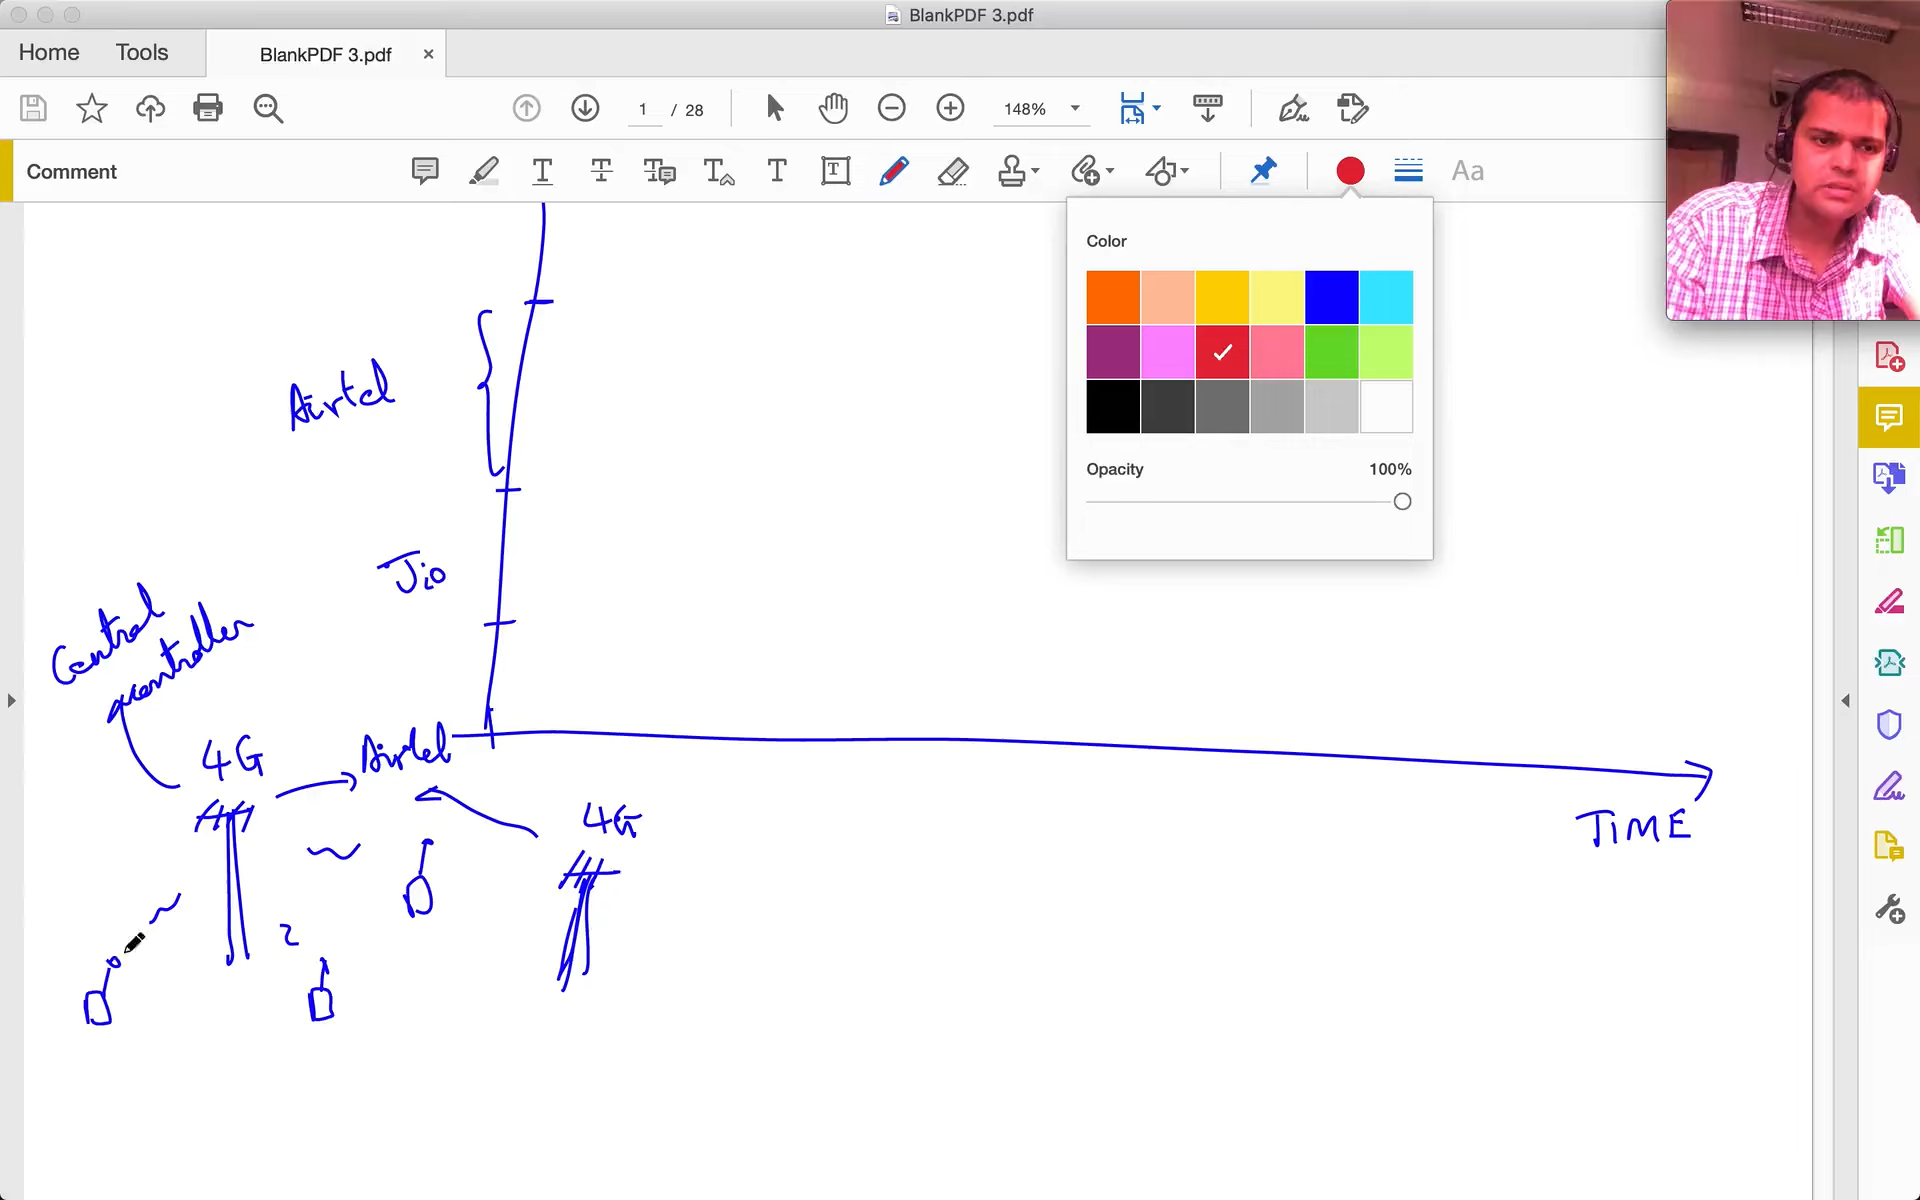 BlankPDF 3.pdf
Home Tools BlankPDF 3.pdf ×
1 / 28 148%
Comment Aa
Color
Opacity 100%
Airtel
Jio
Central
controller
4G
Airtel
4G
TIME